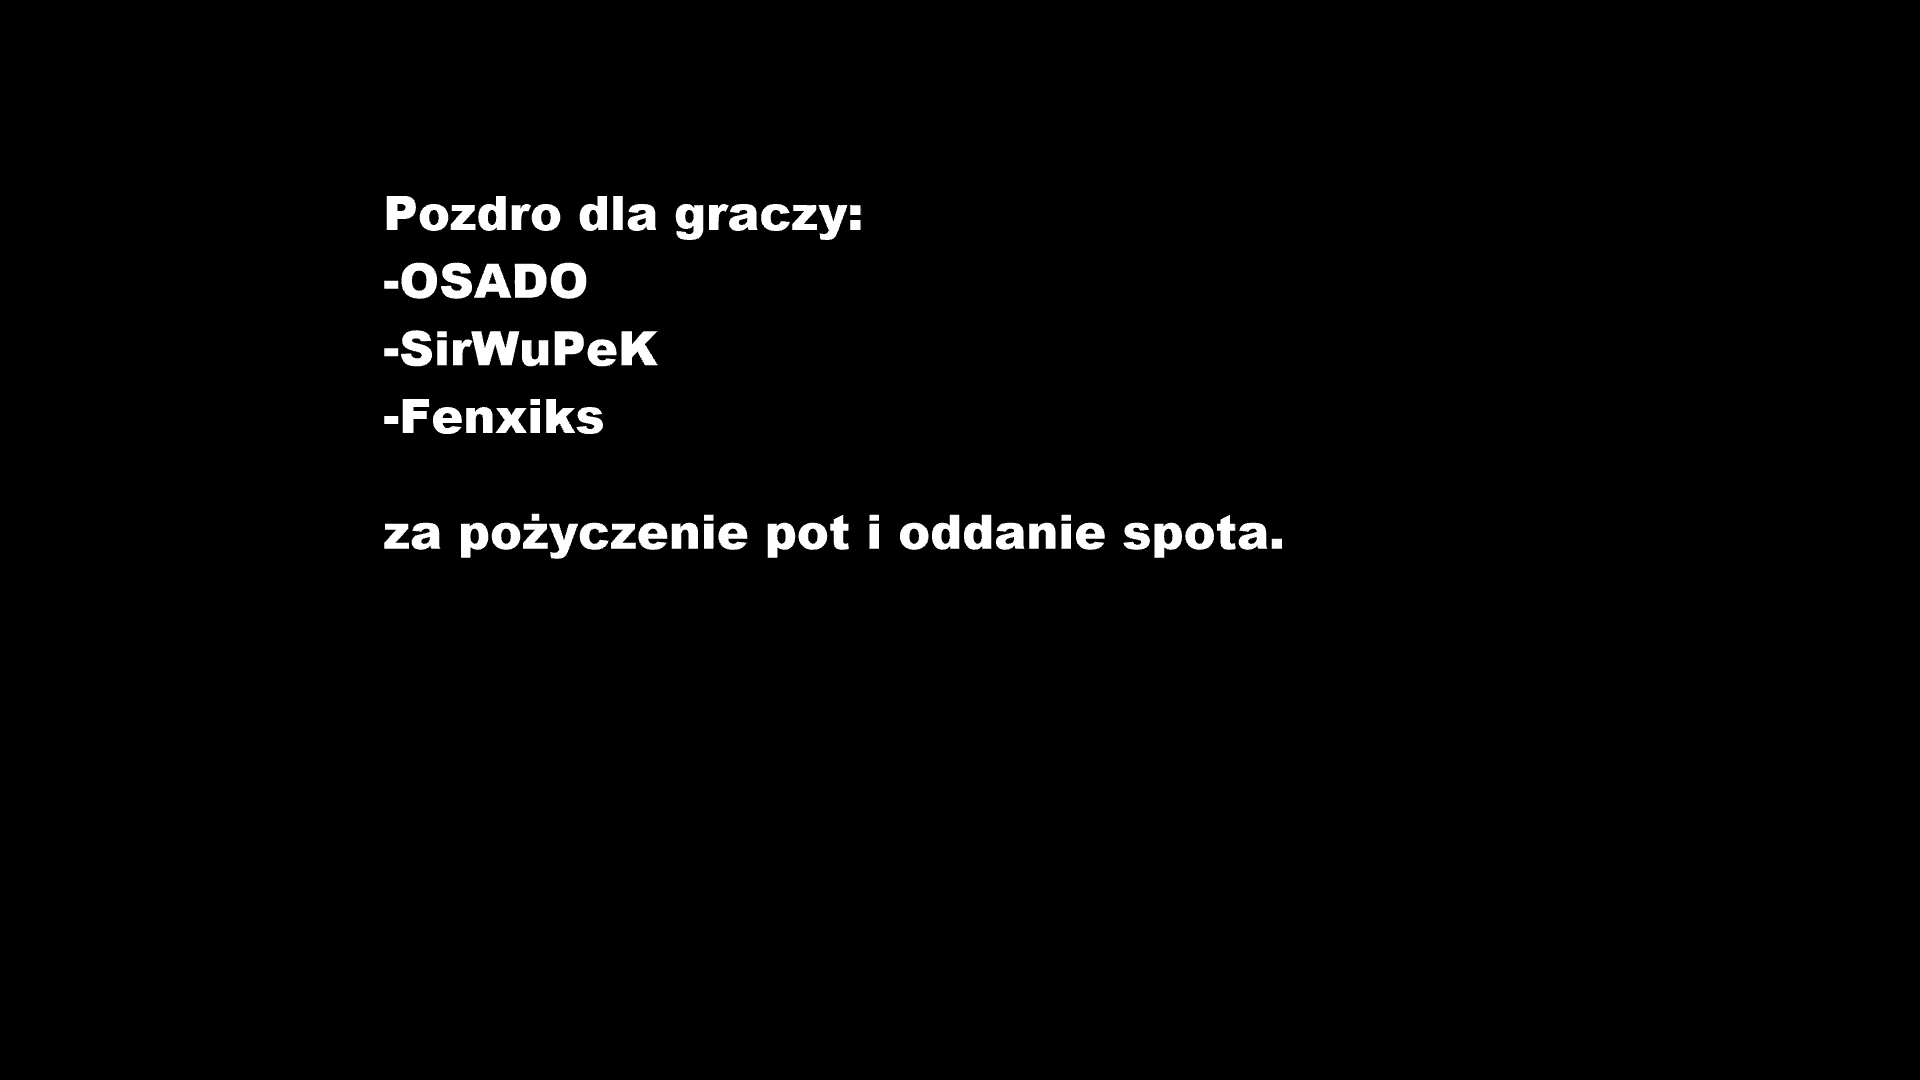 Pozdro dla graczy:
-OSADO
-SirWuPeK
-Fenxiks
za pożyczenie pot i oddanie spota.